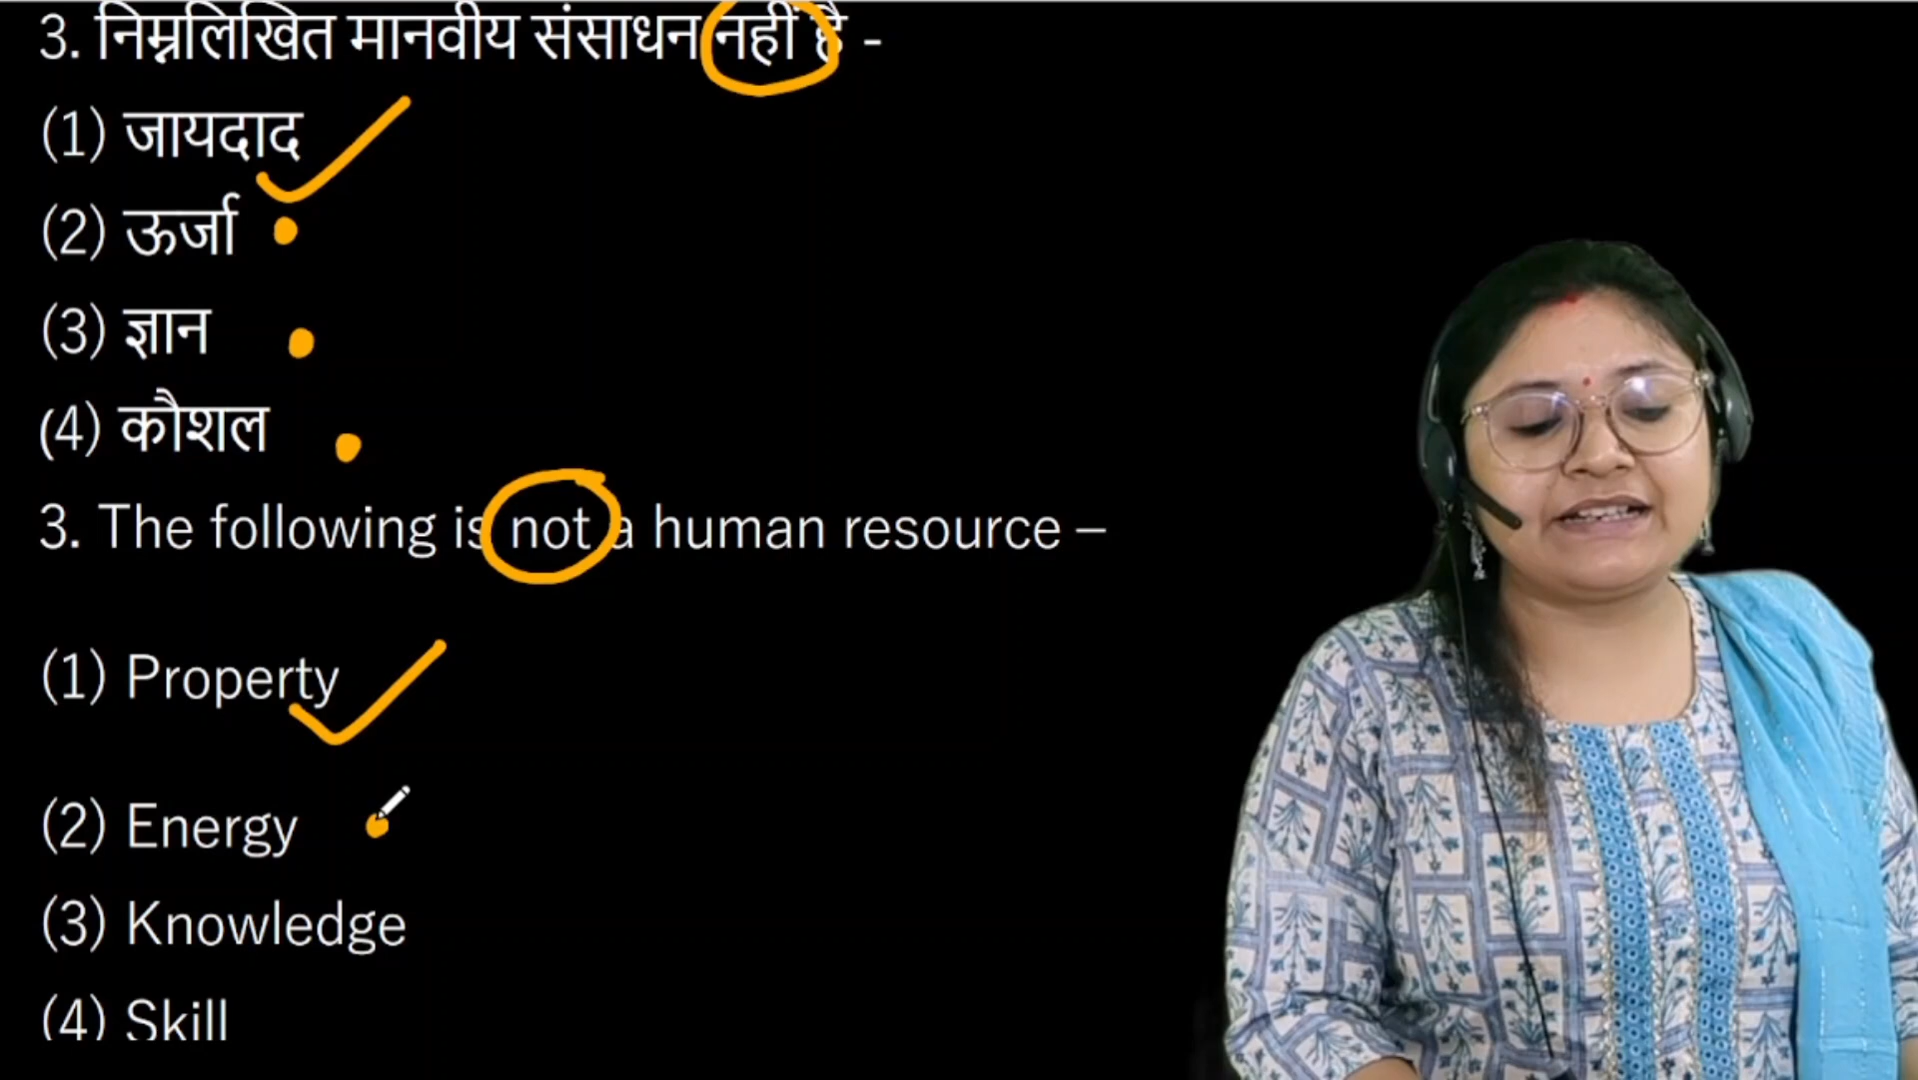 3. निम्नलिखित मानवीय संसाधन नहीं है -
(1) जायदाद
(2) ऊर्जा
(3) ज्ञान
(4) कौशल
3. The following is not a human resource –
(1) Property
(2) Energy
(3) Knowledge
(4) Skill